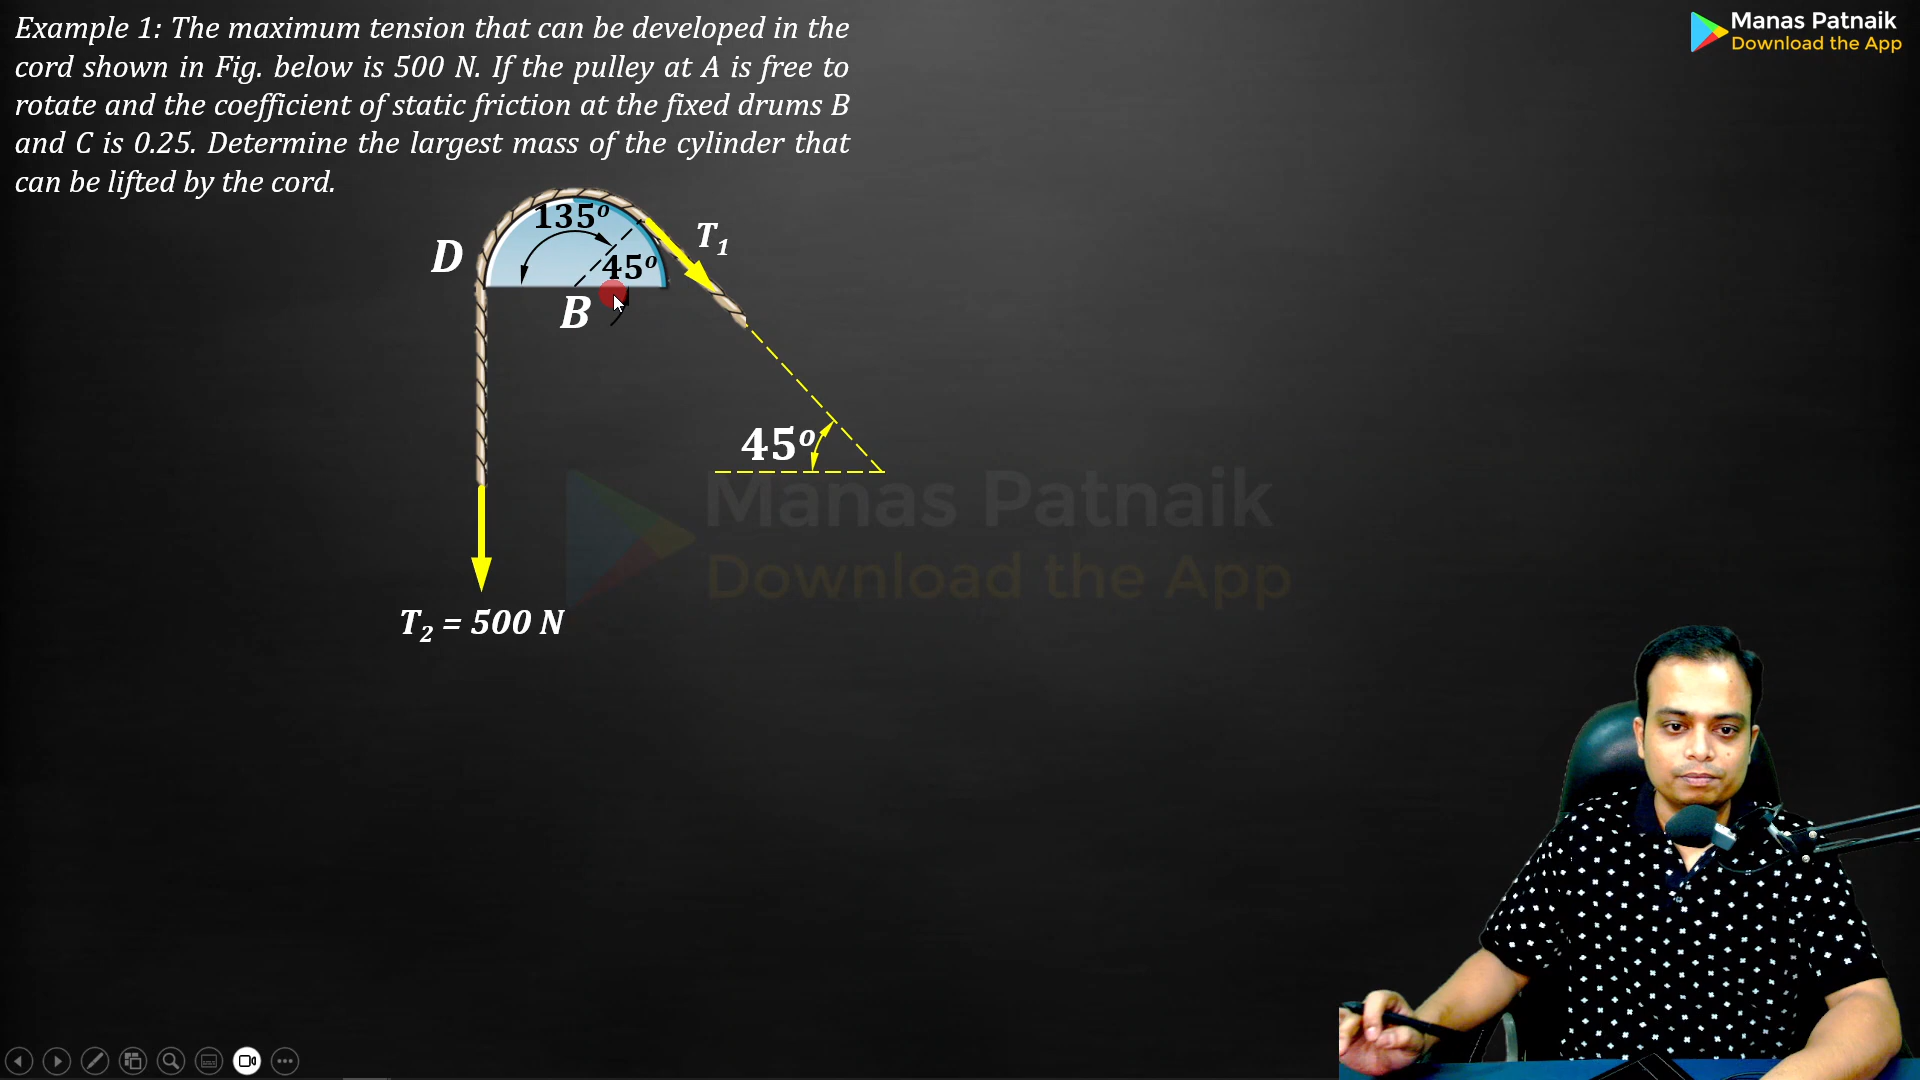 Example 1: The maximum tension that can be developed in the
cord shown in Fig. below is 500 N. If the pulley at A is free to
rotate and the coefficient of static friction at the fixed drums B
and C is 0.25. Determine the largest mass of the cylinder that
can be lifted by the cord.
Manas Patnaik
Download the App
135°
D
T₁
45°
B
45°
Manas Patnaik
Download the App
T₂ = 500 N